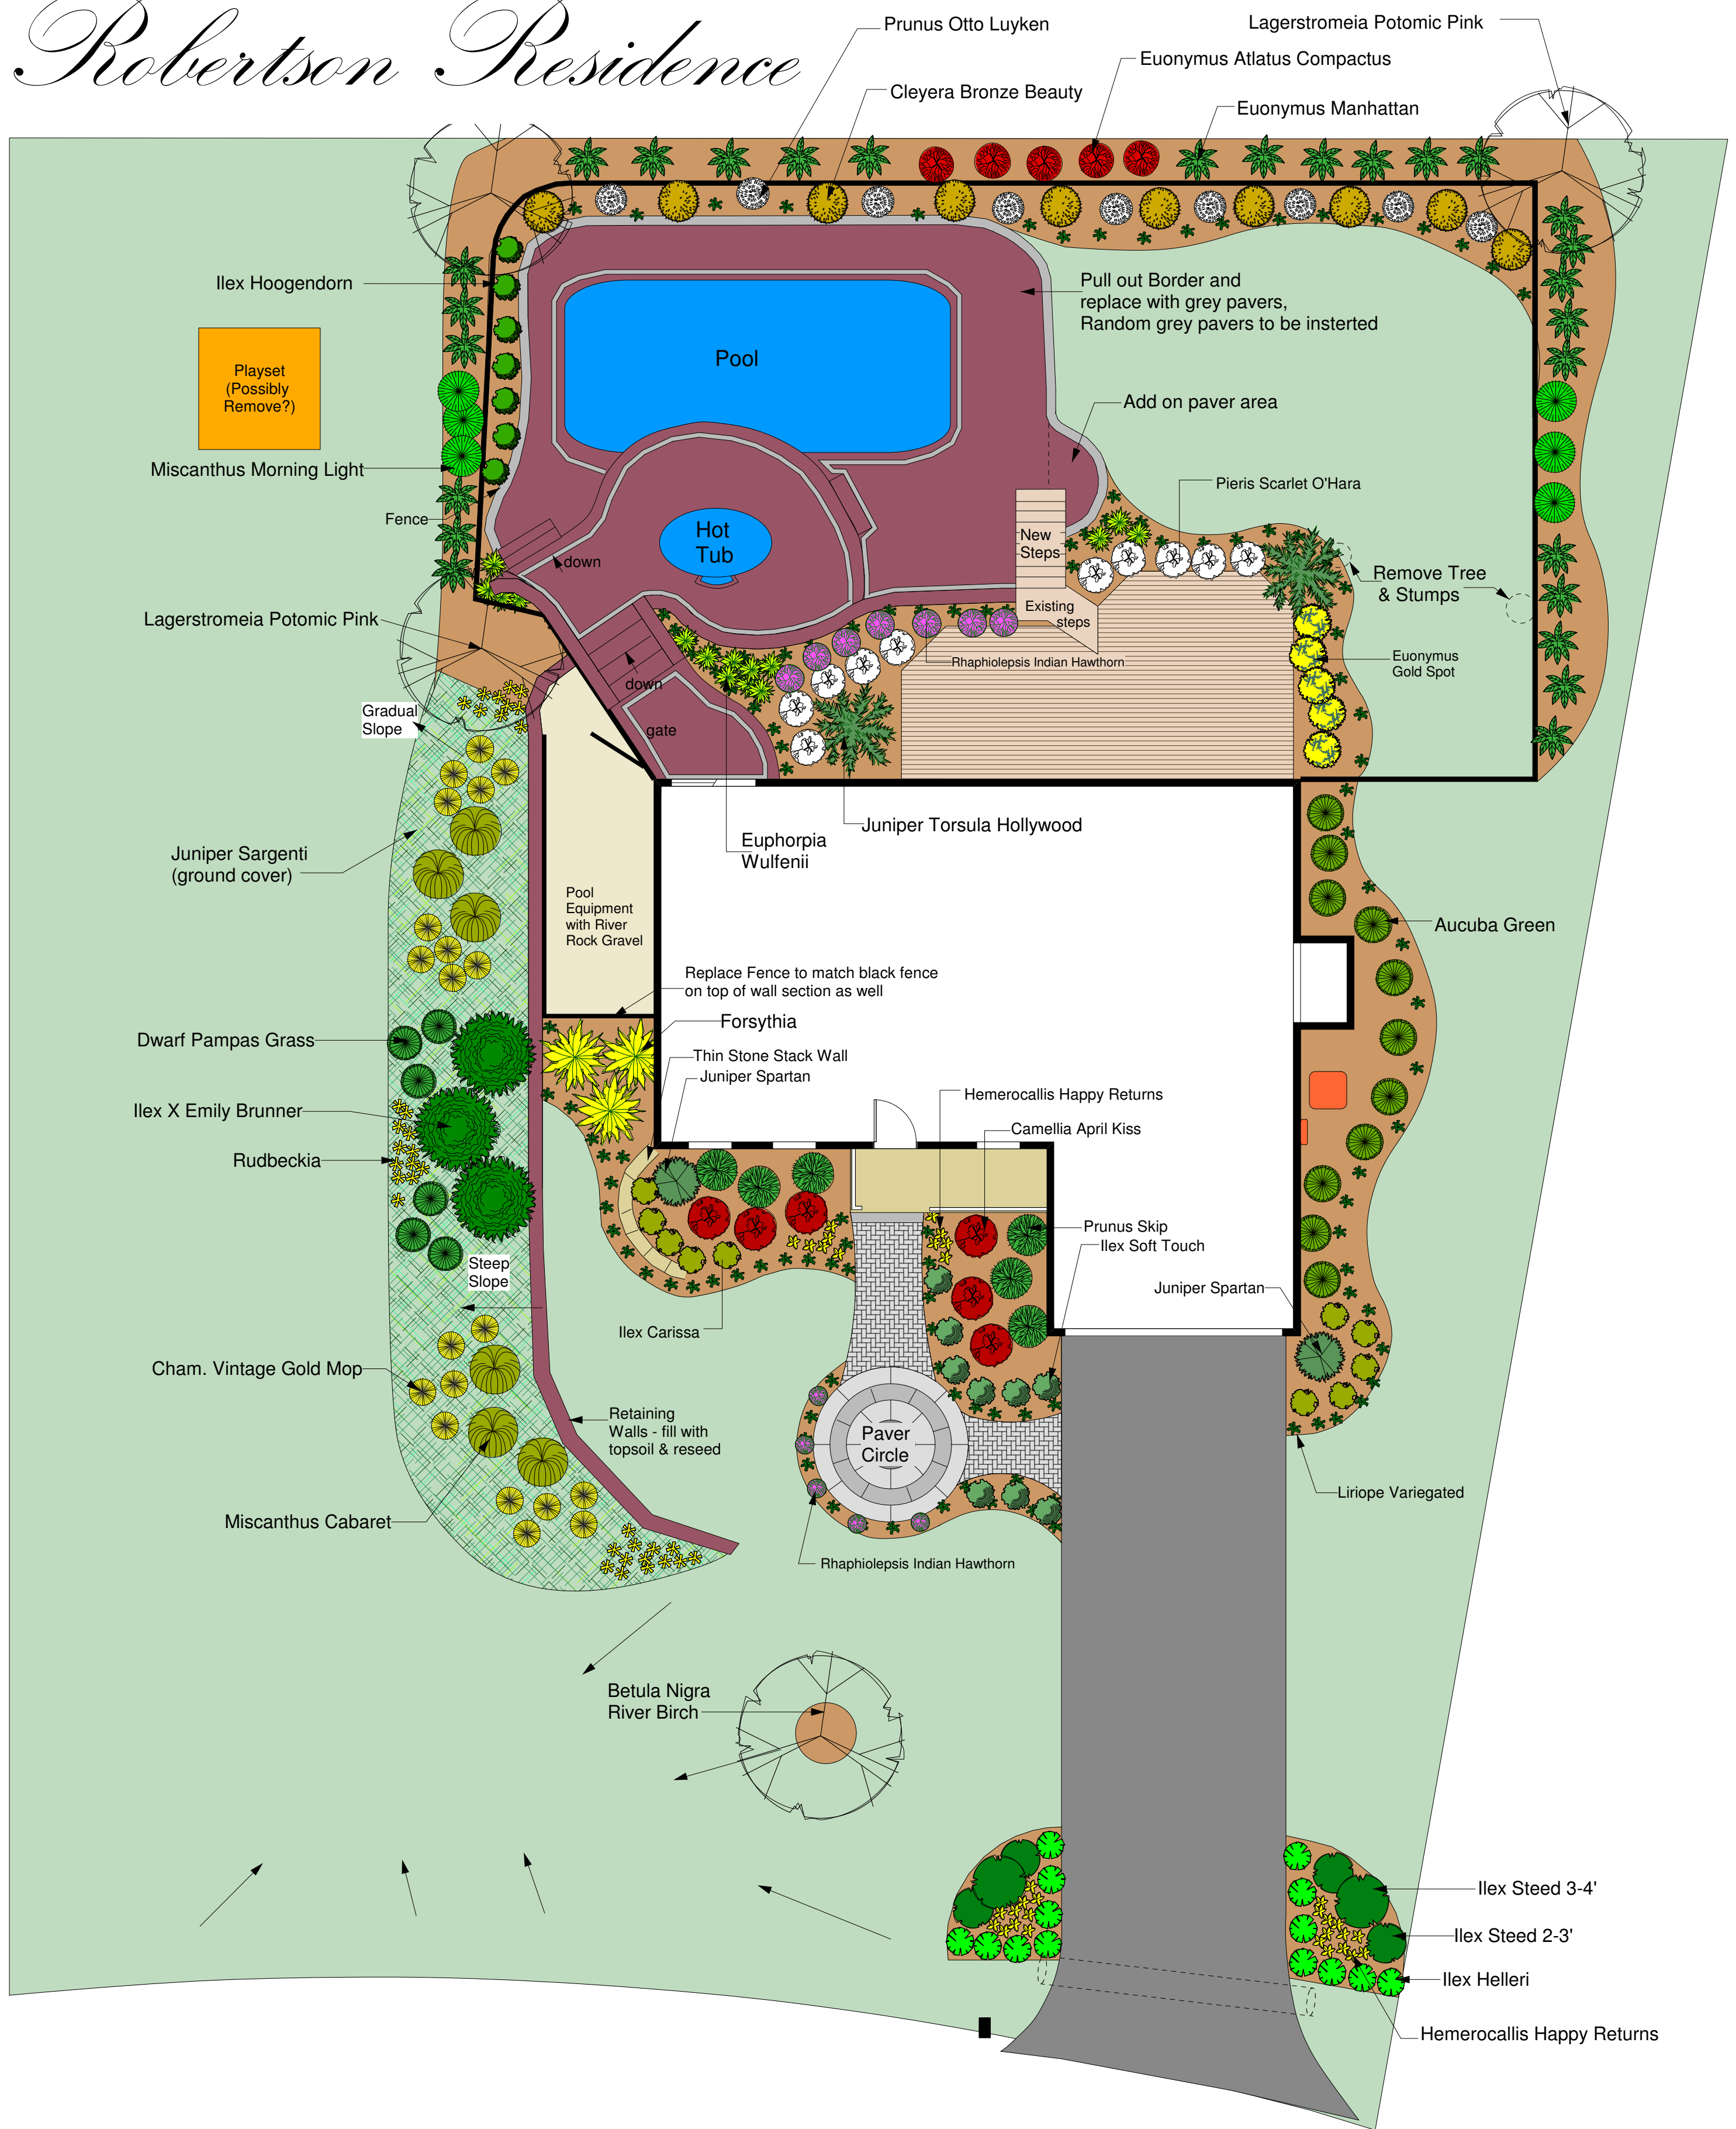 Robertson Residence
Prunus Otto Luyken
Lagerstromeia Potomic Pink
Euonymus Atlatus Compactus
Cleyera Bronze Beauty
Euonymus Manhattan
Ilex Hoogendorn
Pull out Border and
replace with grey pavers,
Random grey pavers to be insterted
Playset
(Possibly
Remove?)
Pool
Add on paver area
Miscanthus Morning Light
Pieris Scarlet O'Hara
Fence
Hot
Tub
New
Steps
down
Remove Tree
& Stumps
Existing
steps
Lagerstromeia Potomic Pink
Rhaphiolepsis Indian Hawthorn
Euonymus
Gold Spot
down
Gradual
Slope
gate
Juniper Torsula Hollywood
Euphorpia
Wulfenii
Juniper Sargenti
(ground cover)
Pool
Equipment
with River
Rock Gravel
Aucuba Green
Replace Fence to match black fence
on top of wall section as well
Forsythia
Dwarf Pampas Grass
Thin Stone Stack Wall
Juniper Spartan
Hemerocallis Happy Returns
Ilex X Emily Brunner
Camellia April Kiss
Rudbeckia
Prunus Skip
Ilex Soft Touch
Steep
Slope
Juniper Spartan
Ilex Carissa
Cham. Vintage Gold Mop
Retaining
Walls - fill with
topsoil & reseed
Paver
Circle
Miscanthus Cabaret
Liriope Variegated
Rhaphiolepsis Indian Hawthorn
Betula Nigra
River Birch
Ilex Steed 3-4'
Ilex Steed 2-3'
Ilex Helleri
Hemerocallis Happy Returns